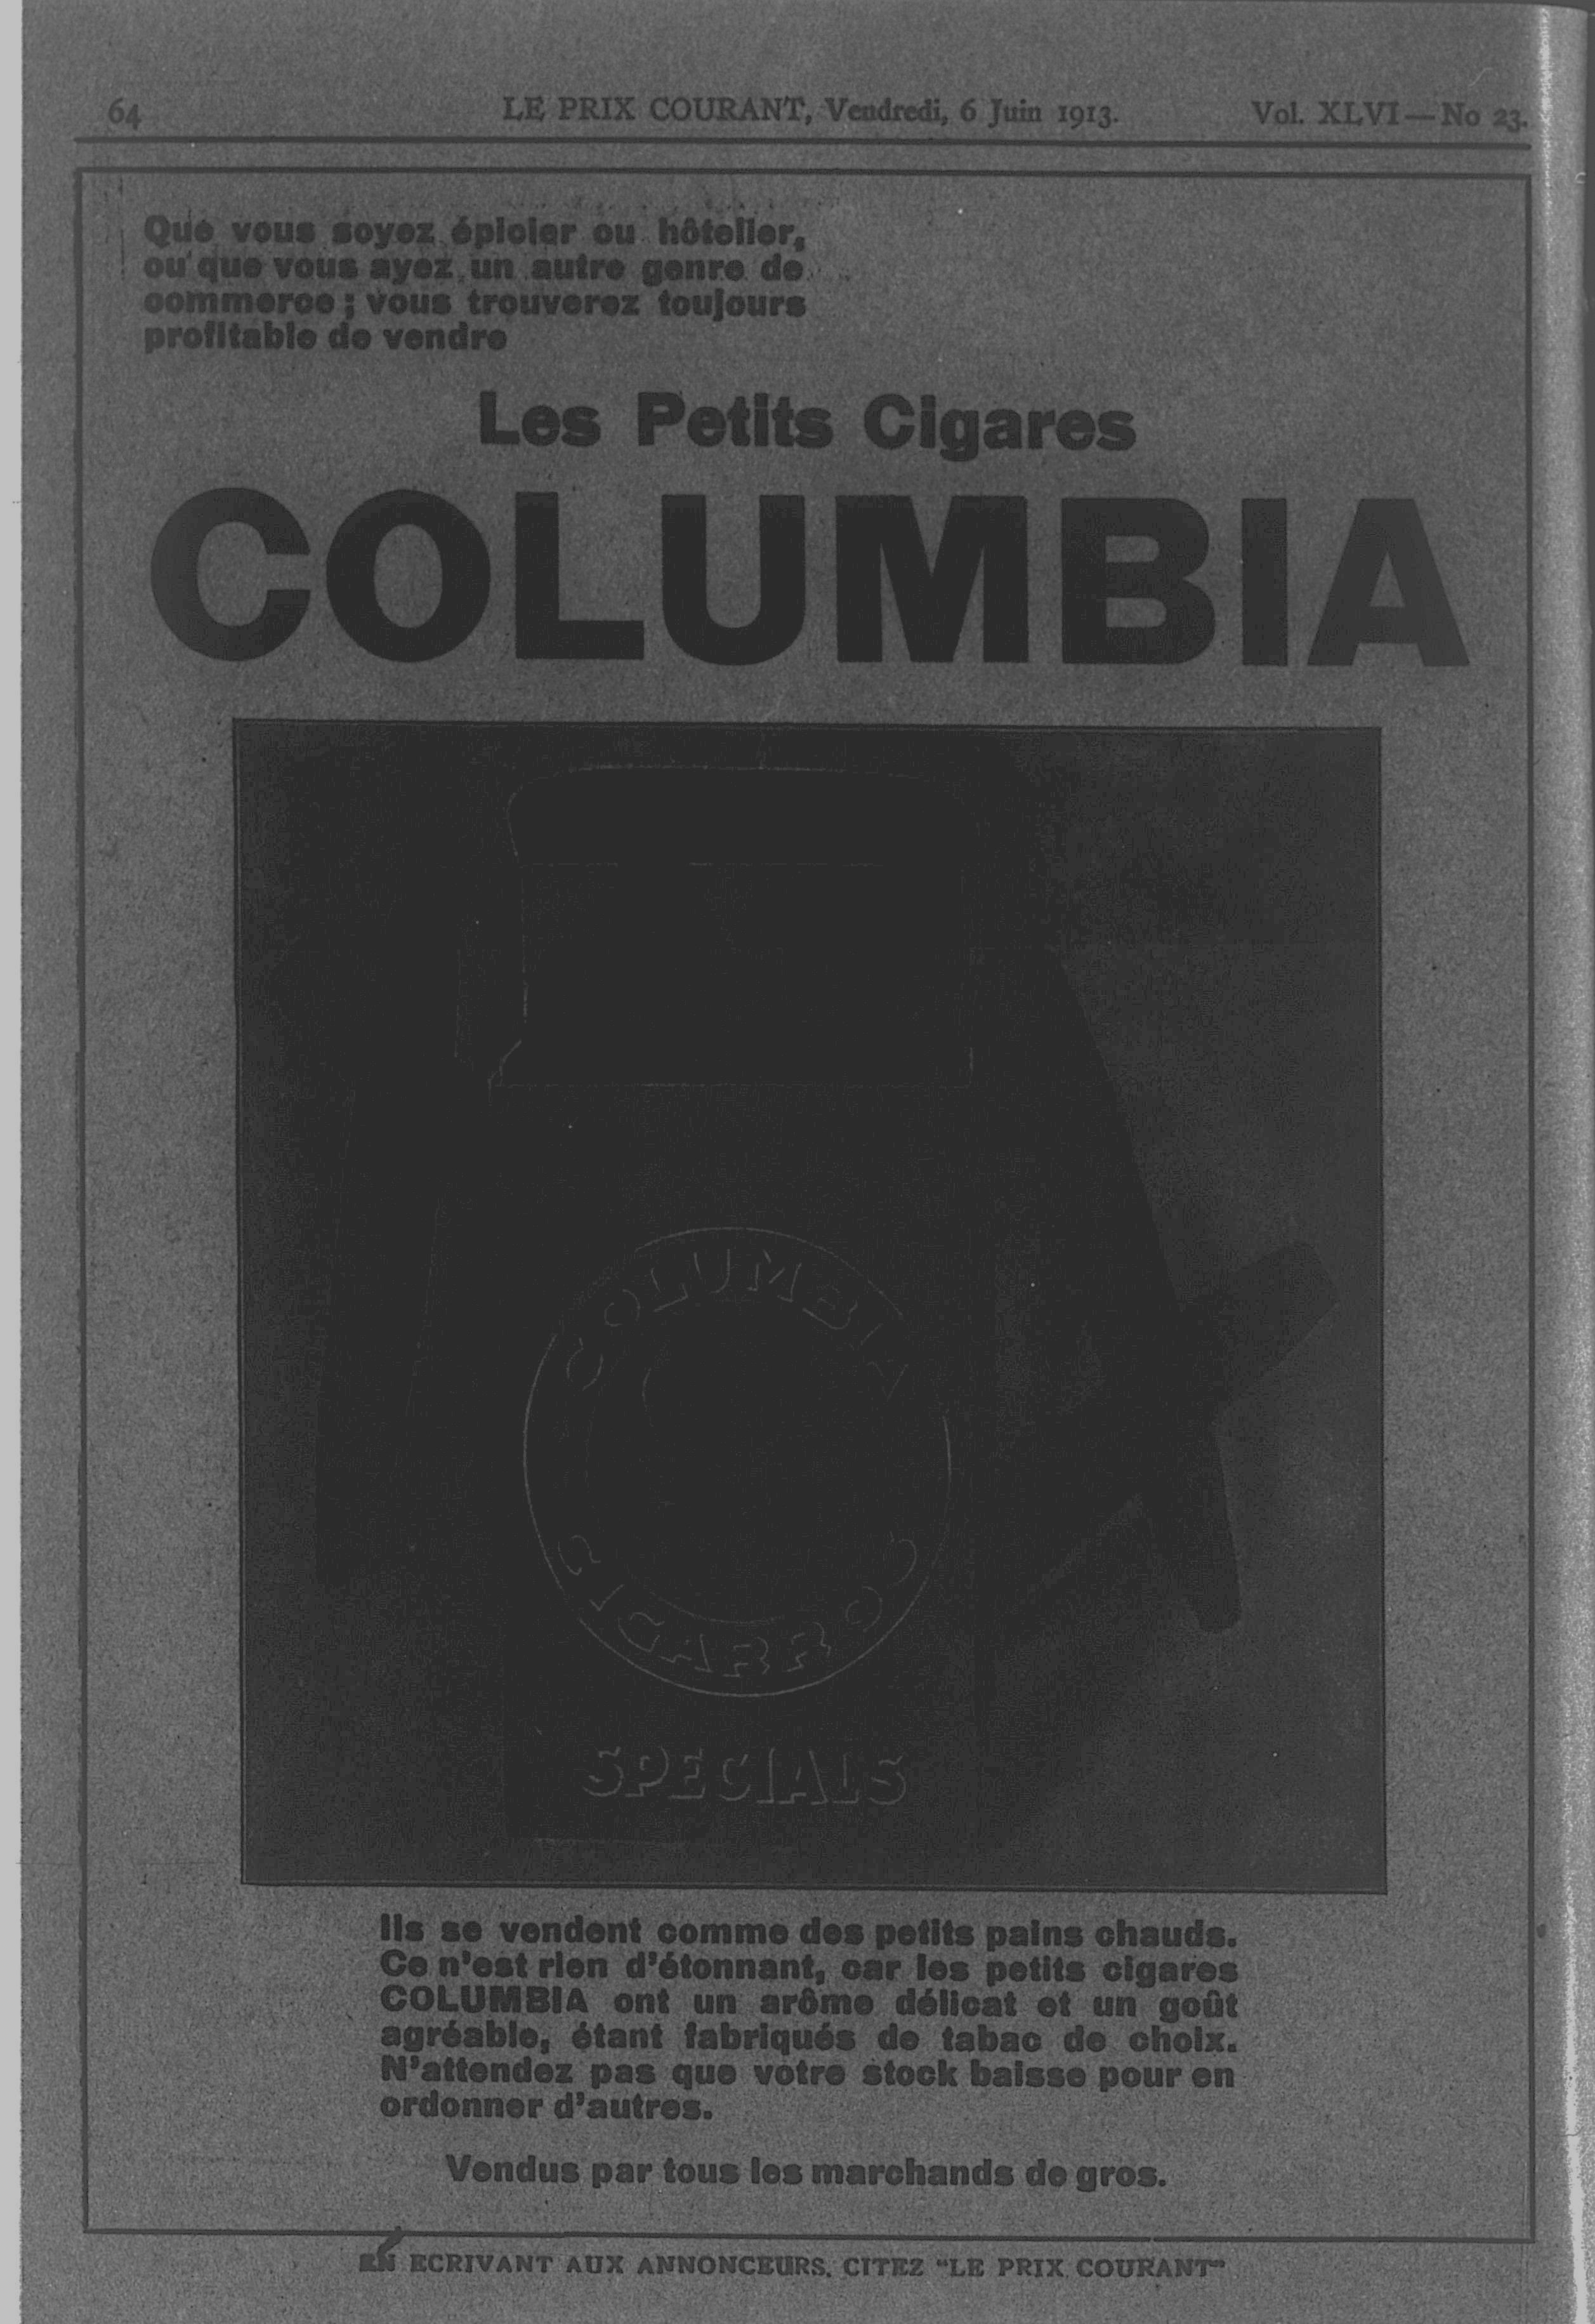 64
LE PRIX COURANT, Vendredi, 6 Juin 1913.
Vol. XLVI—No 23.
Que vous soyez épicier ou hôtelier,
ou que vous ayez un autre genre de
commerce ; vous trouverez toujours
profitable de vendre
Les Petits Cigares
COLUMBIA
COLUMBIA
CIGARROS
SPECIALS
Ils se vendent comme des petits pains chauds.
Ce n'est rien d'étonnant, car les petits cigares
COLUMBIA ont un arôme délicat et un goût
agréable, étant fabriqués de tabac de choix.
N'attendez pas que votre stock baisse pour en
ordonner d'autres.
Vendus par tous les marchands de gros.
EN ECRIVANT AUX ANNONCEURS, CITEZ "LE PRIX COURANT"